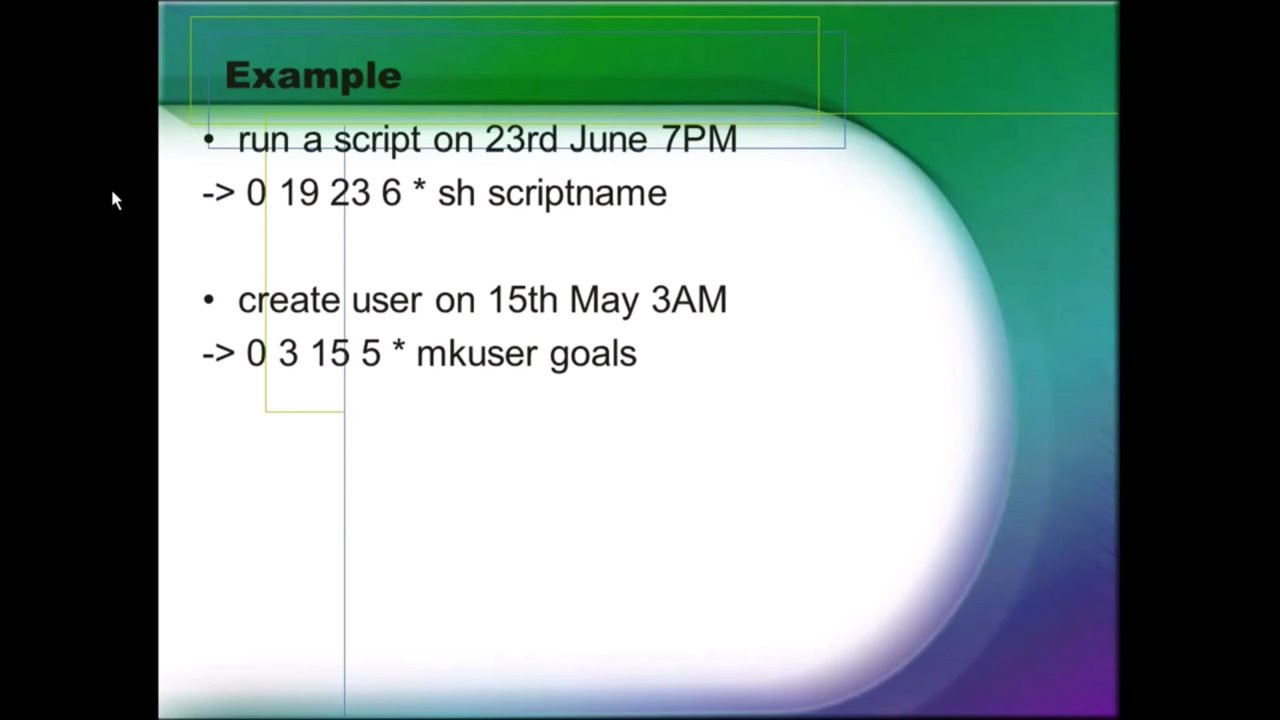 Example
• run a script on 23rd June 7PM
-> 0 19 23 6 * sh scriptname
• create user on 15th May 3AM
-> 0 3 15 5 * mkuser goals